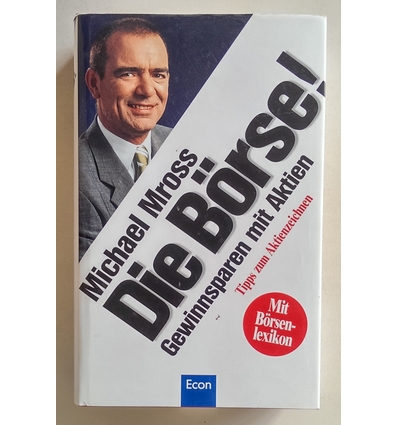 Michael Mross
Die Börse!
Gewinnsparen mit Aktien
Tipps zum Aktienzeichnen
Mit
Börsen-
lexikon
Econ